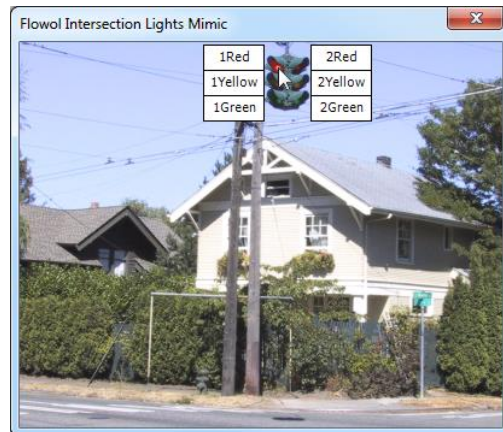 Flowol Intersection Lights Mimic
1Red 2Red
1Yellow 2Yellow
1Green 2Green